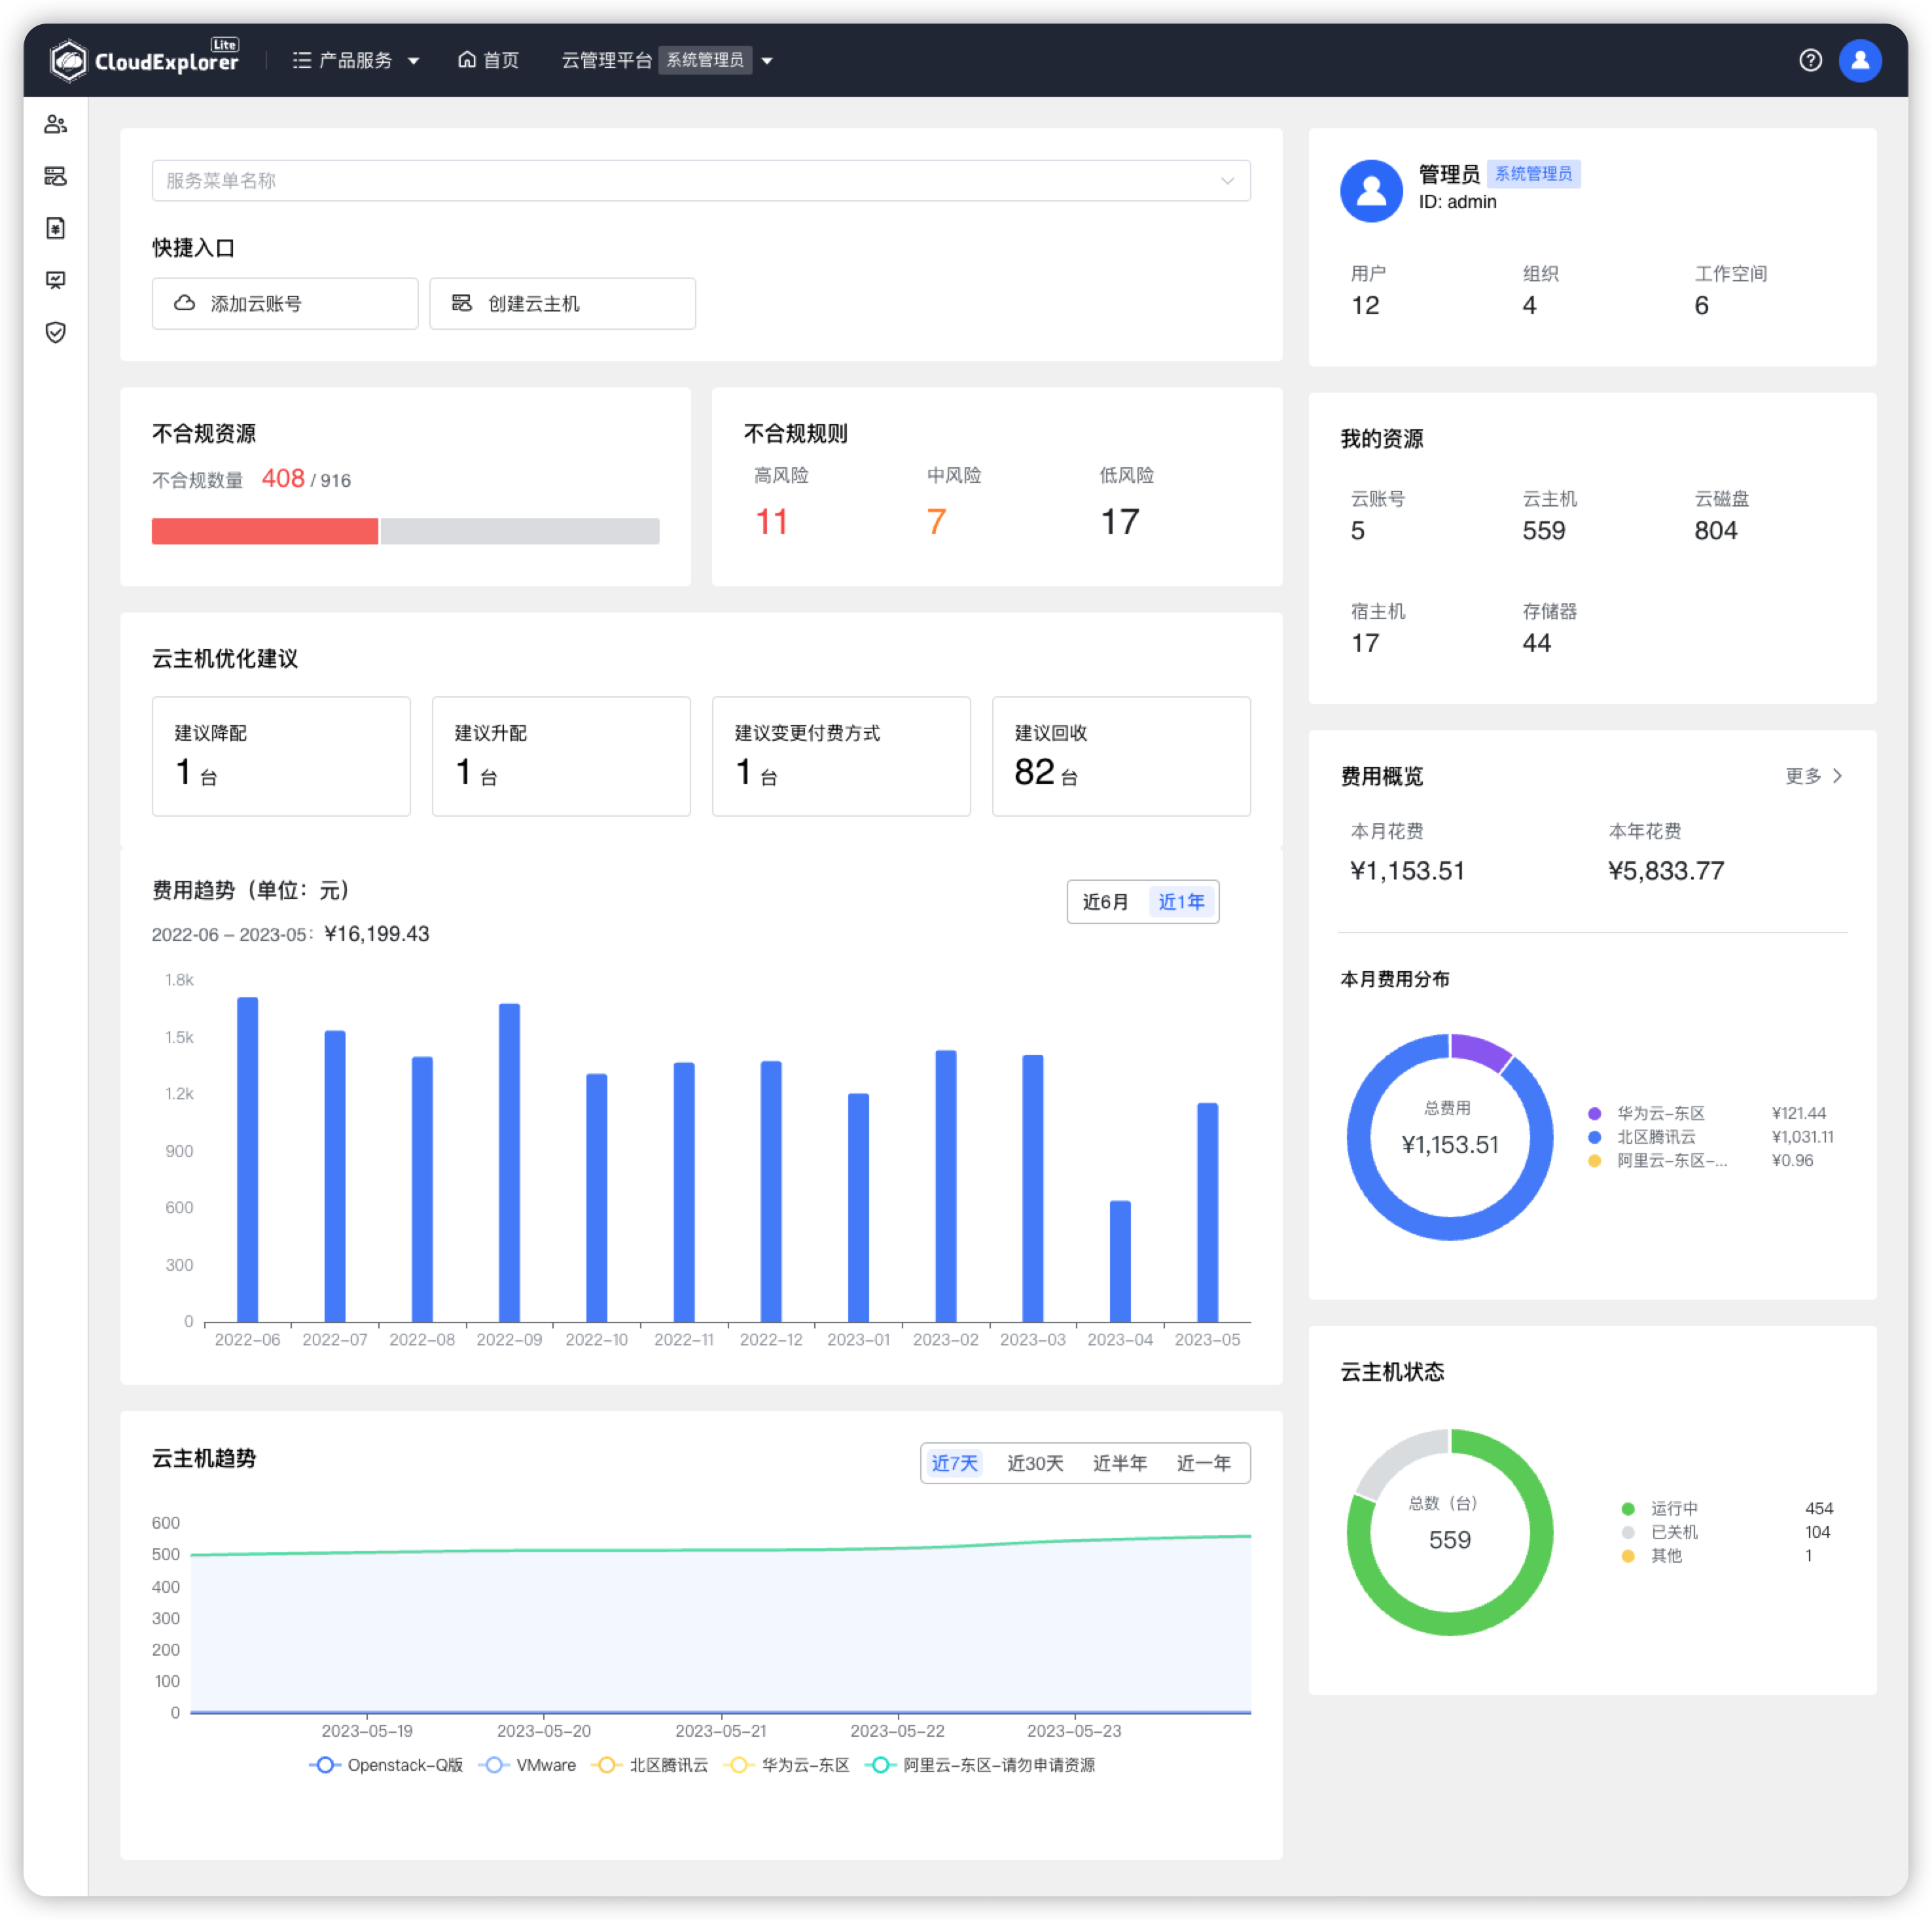 CloudExplorer Lite
产品服务
首页
云管理平台 系统管理员
服务菜单名称
快捷入口
添加云账号
创建云主机
不合规资源
不合规数量 408 / 916
不合规规则
高风险 中风险 低风险
11 7 17
云主机优化建议
建议降配
1 台
建议升配
1 台
建议变更付费方式
1 台
建议回收
82 台
费用趋势（单位：元）
近6月 近1年
2022-06 – 2023-05： ¥16,199.43
1.8k
1.5k
1.2k
900
600
300
0
2022-06 2022-07 2022-08 2022-09 2022-10 2022-11 2022-12 2023-01 2023-02 2023-03 2023-04 2023-05
云主机趋势
近7天 近30天 近半年 近一年
600
500
400
300
200
100
0
2023-05-19 2023-05-20 2023-05-21 2023-05-22 2023-05-23
Openstack-Q版 VMware 北区腾讯云 华为云-东区 阿里云-东区-请勿申请资源
管理员 系统管理员
ID: admin
用户 组织 工作空间
12 4 6
我的资源
云账号 云主机 云磁盘
5 559 804
宿主机 存储器
17 44
费用概览 更多
本月花费 本年花费
¥1,153.51 ¥5,833.77
本月费用分布
总费用
¥1,153.51
华为云-东区 ¥121.44
北区腾讯云 ¥1,031.11
阿里云-东区-... ¥0.96
云主机状态
总数（台）
559
运行中 454
已关机 104
其他 1